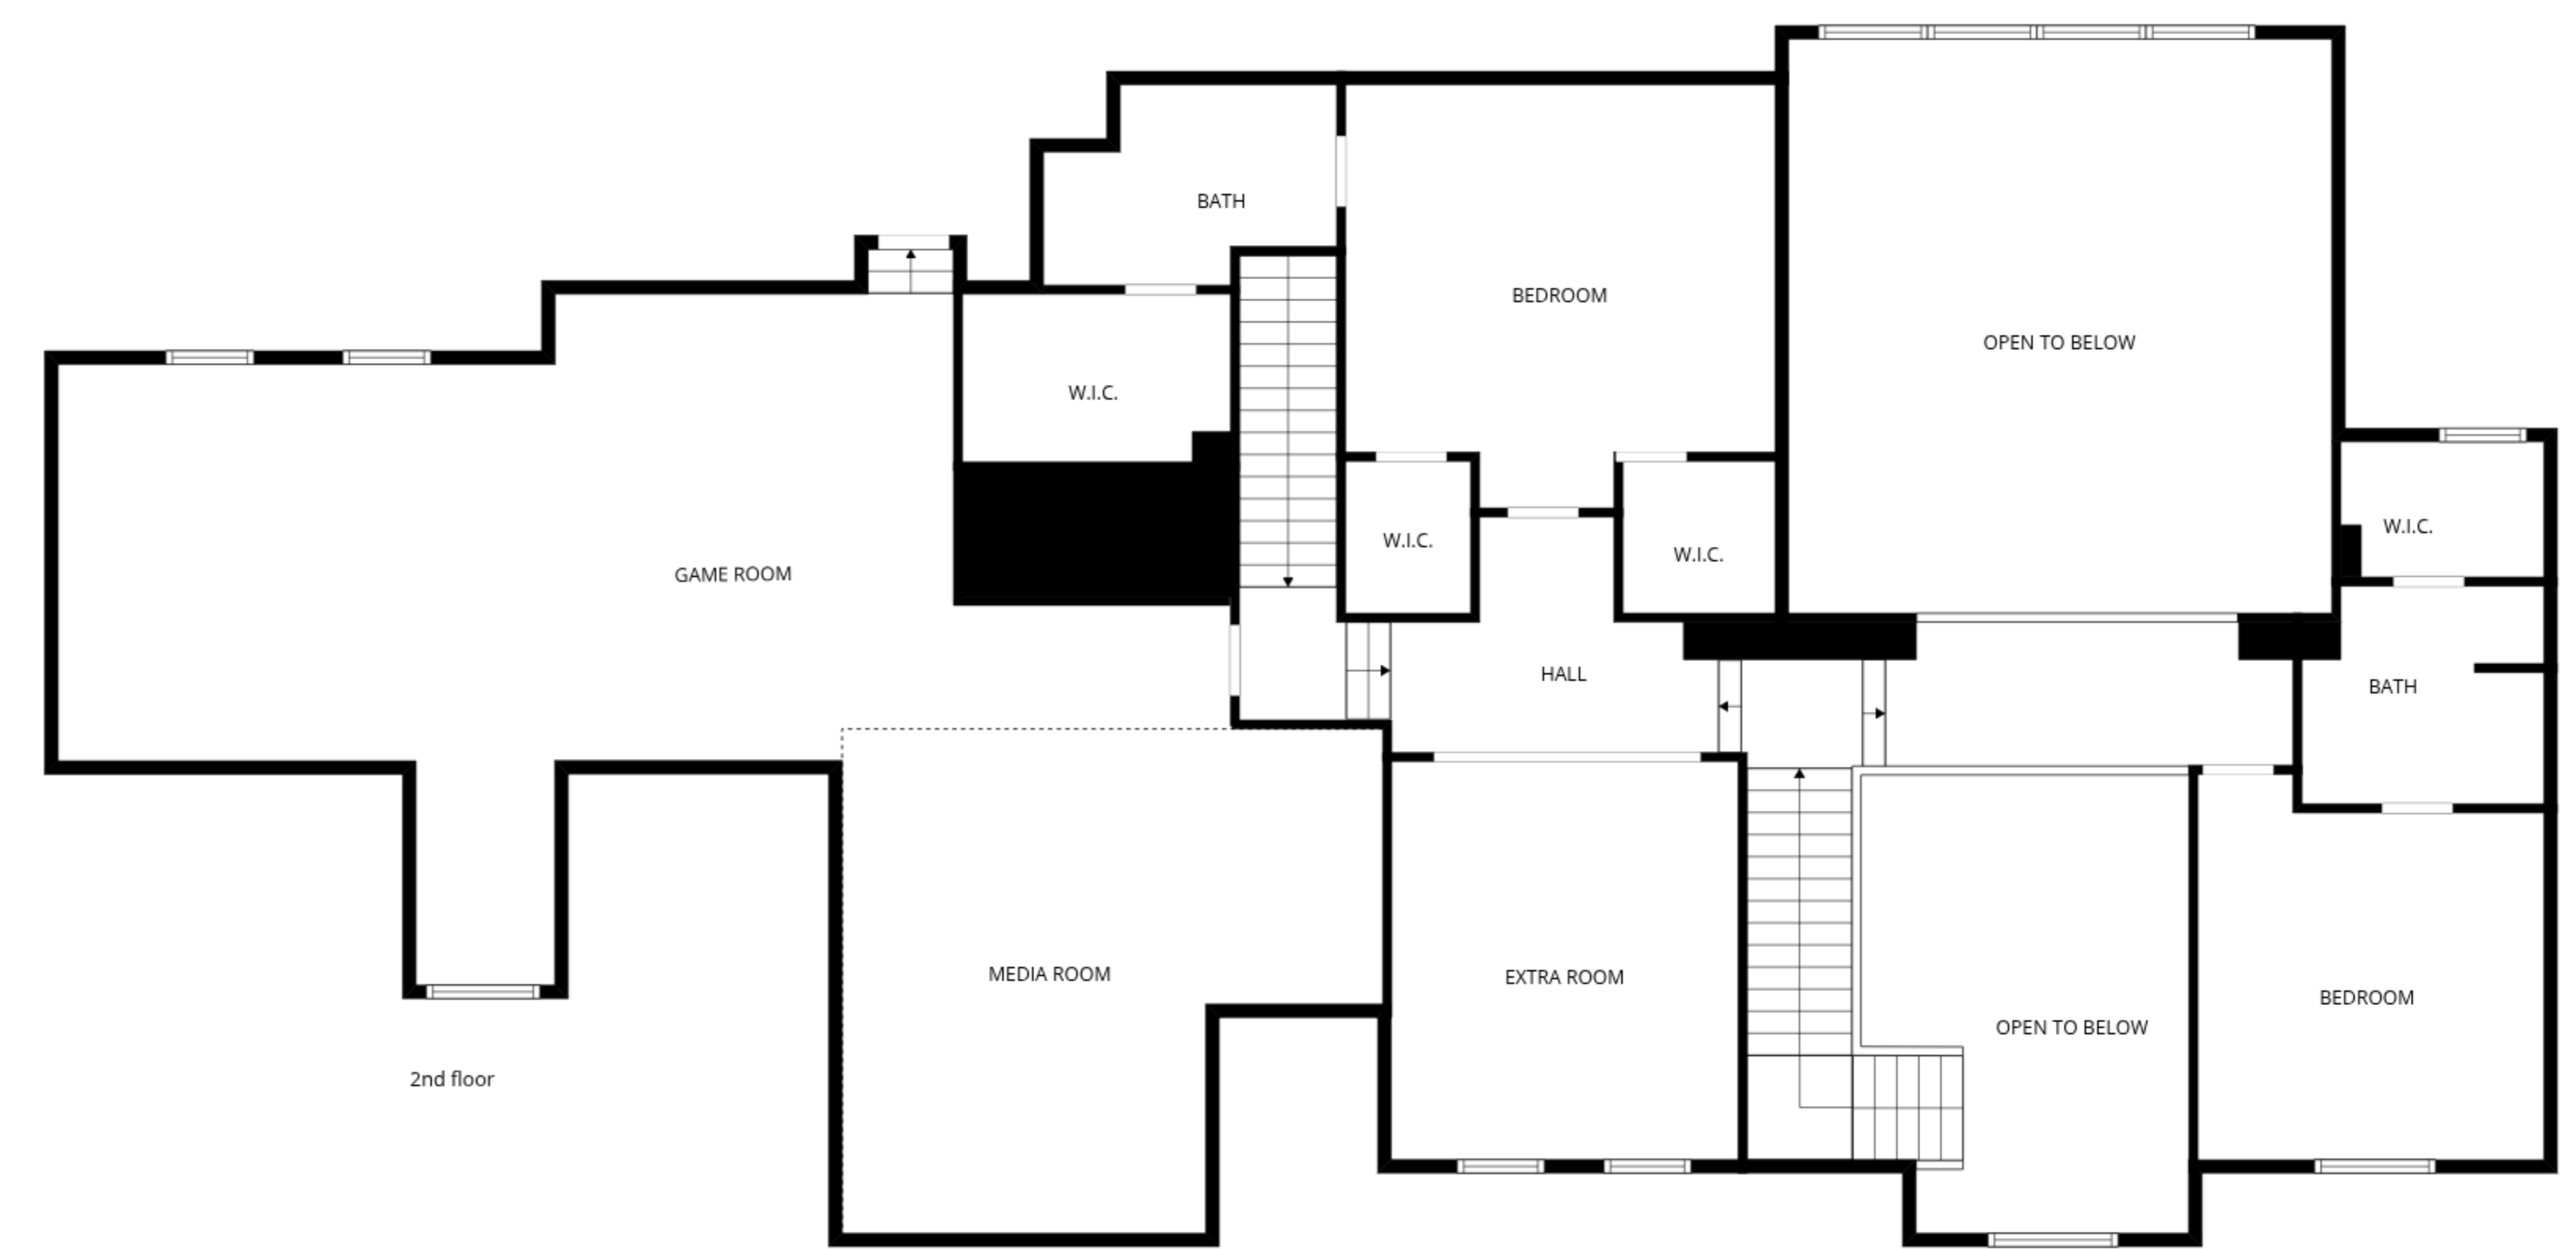 BATH
BEDROOM
OPEN TO BELOW
W.I.C.
W.I.C.
W.I.C.
W.I.C.
GAME ROOM
HALL
BATH
MEDIA ROOM
EXTRA ROOM
BEDROOM
OPEN TO BELOW
2nd floor